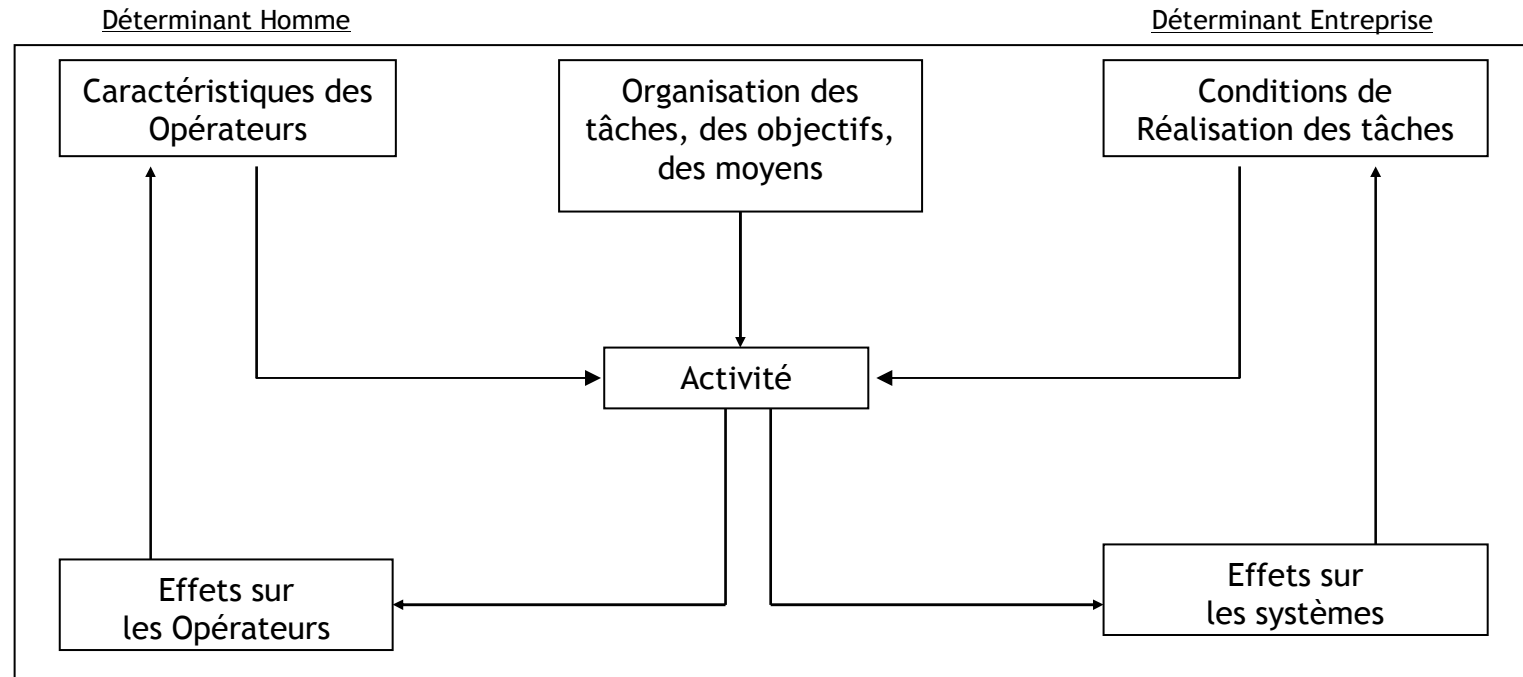 Déterminant Homme
Déterminant Entreprise
Caractéristiques des
Opérateurs
Organisation des
tâches, des objectifs,
des moyens
Conditions de
Réalisation des tâches
Activité
Effets sur
les Opérateurs
Effets sur
les systèmes